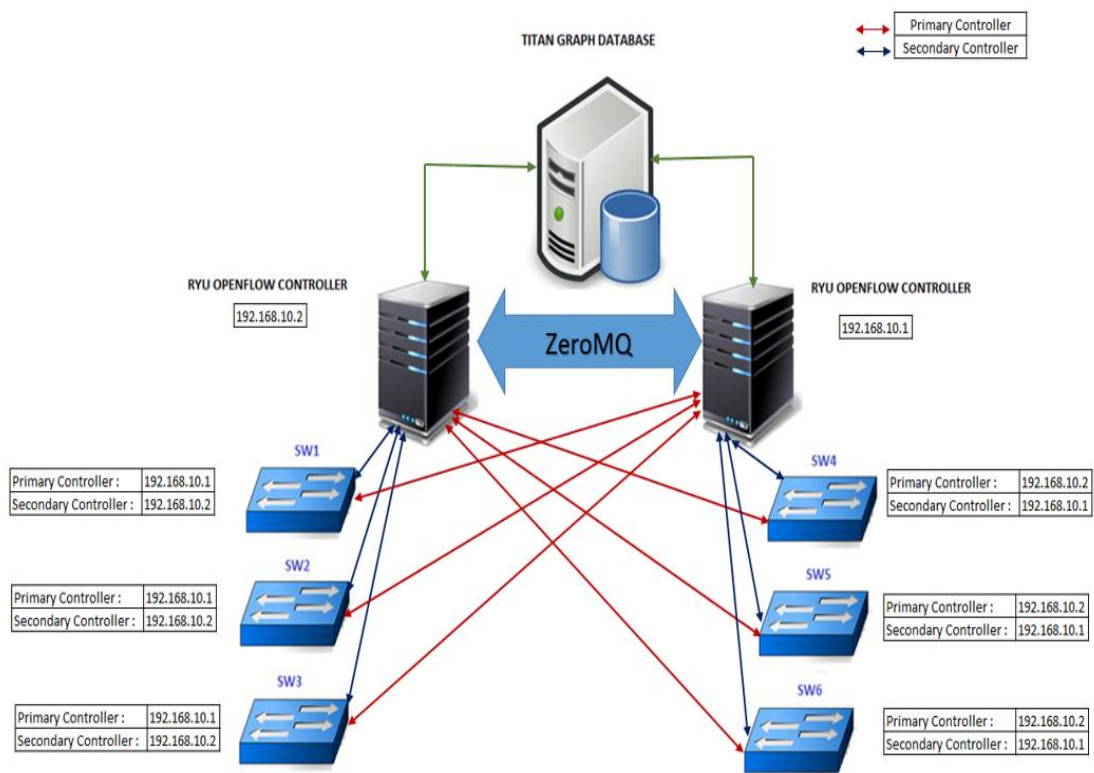 Primary Controller
Secondary Controller
TITAN GRAPH DATABASE
RYU OPENFLOW CONTROLLER
192.168.10.2
RYU OPENFLOW CONTROLLER
192.168.10.1
ZeroMQ
SW1
Primary Controller : 192.168.10.1
Secondary Controller : 192.168.10.2
SW4
Primary Controller : 192.168.10.2
Secondary Controller : 192.168.10.1
SW2
Primary Controller : 192.168.10.1
Secondary Controller : 192.168.10.2
SW5
Primary Controller : 192.168.10.2
Secondary Controller : 192.168.10.1
SW3
Primary Controller : 192.168.10.1
Secondary Controller : 192.168.10.2
SW6
Primary Controller : 192.168.10.2
Secondary Controller : 192.168.10.1